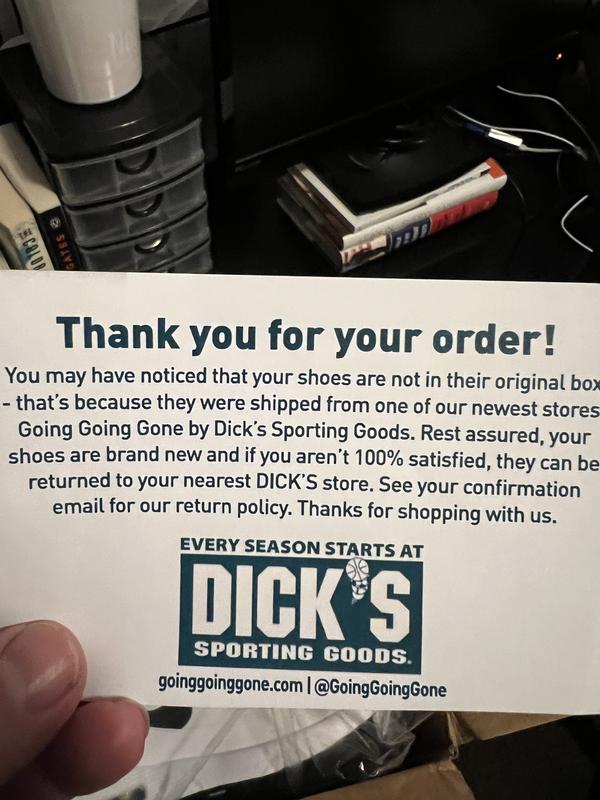 THE COLOR
GATES
Thank you for your order!
You may have noticed that your shoes are not in their original box
- that's because they were shipped from one of our newest stores
Going Going Gone by Dick's Sporting Goods. Rest assured, your
shoes are brand new and if you aren't 100% satisfied, they can be
returned to your nearest DICK'S store. See your confirmation
email for our return policy. Thanks for shopping with us.
EVERY SEASON STARTS AT
DICK'S
SPORTING GOODS.
goinggoinggone.com | @GoingGoingGone